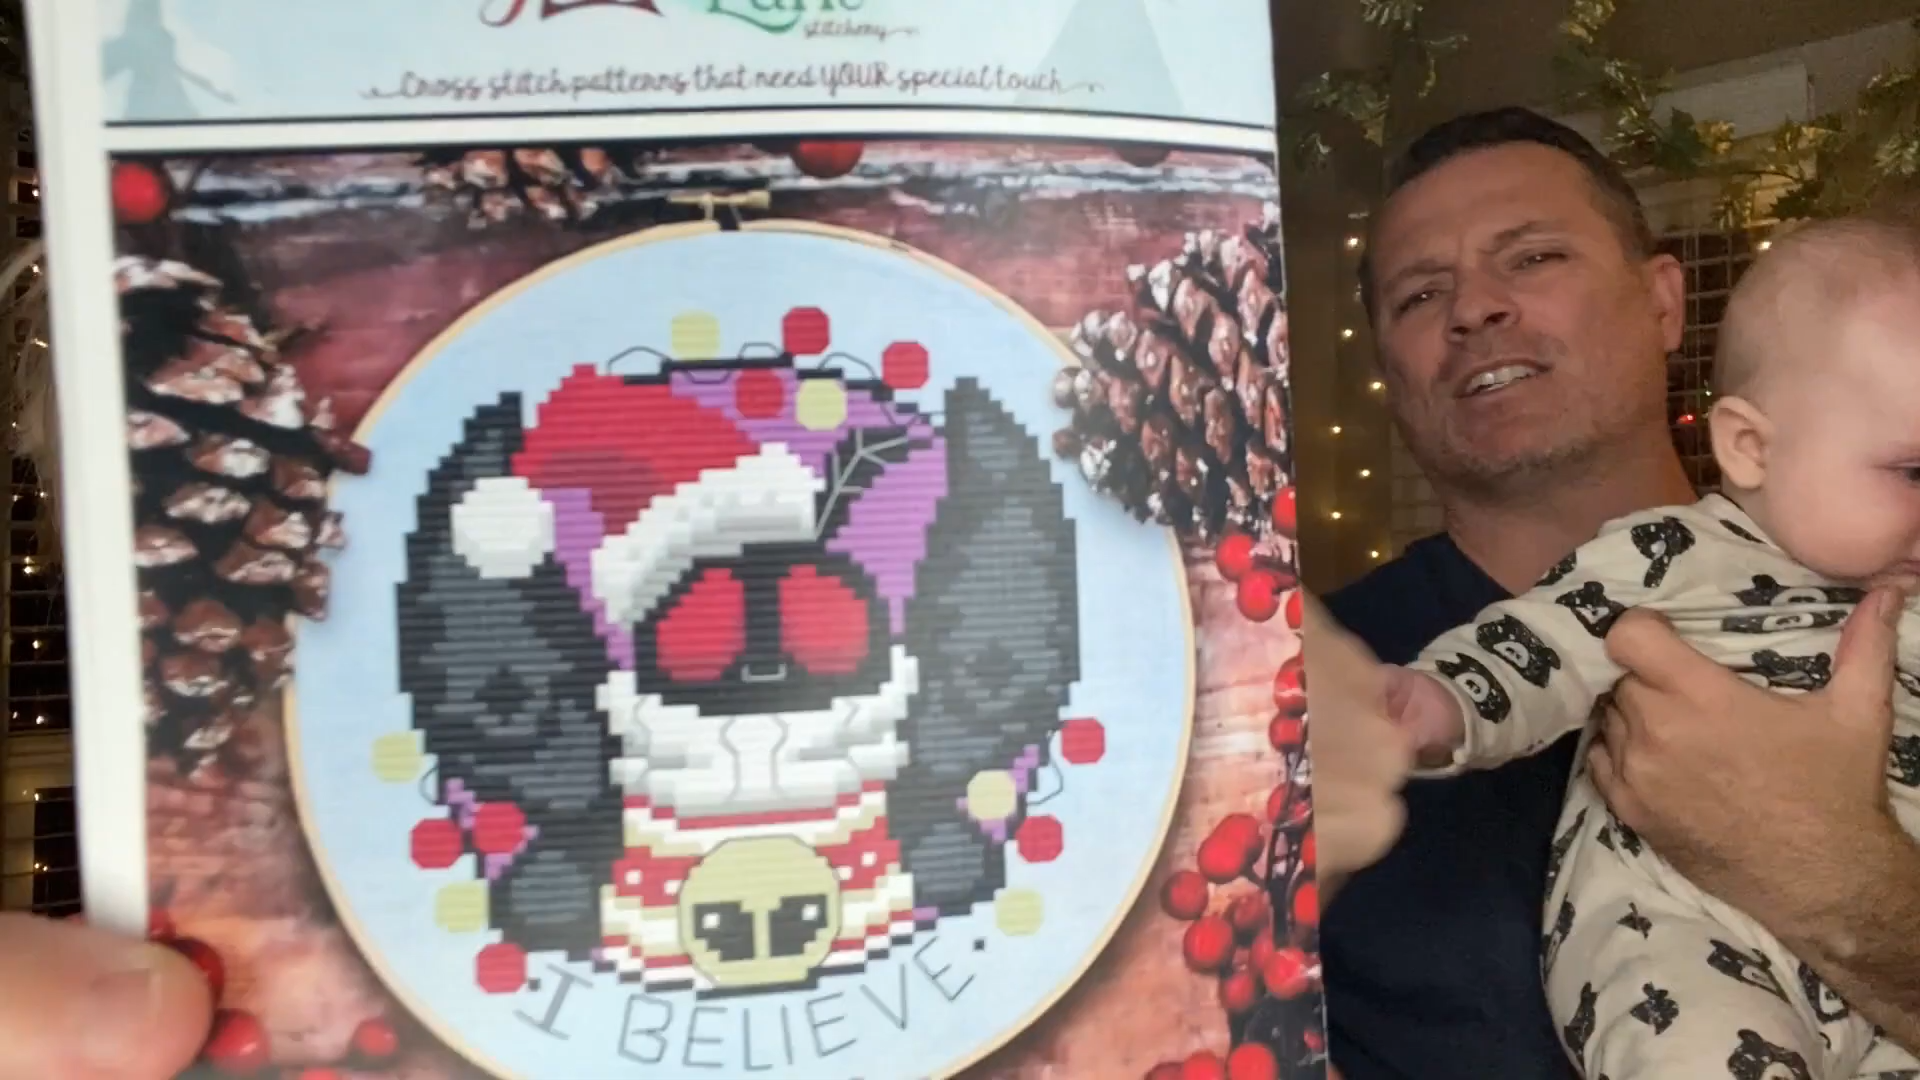 Lane
stitchery
Cross stitch patterns that need YOUR special touch
I BELIEVE.